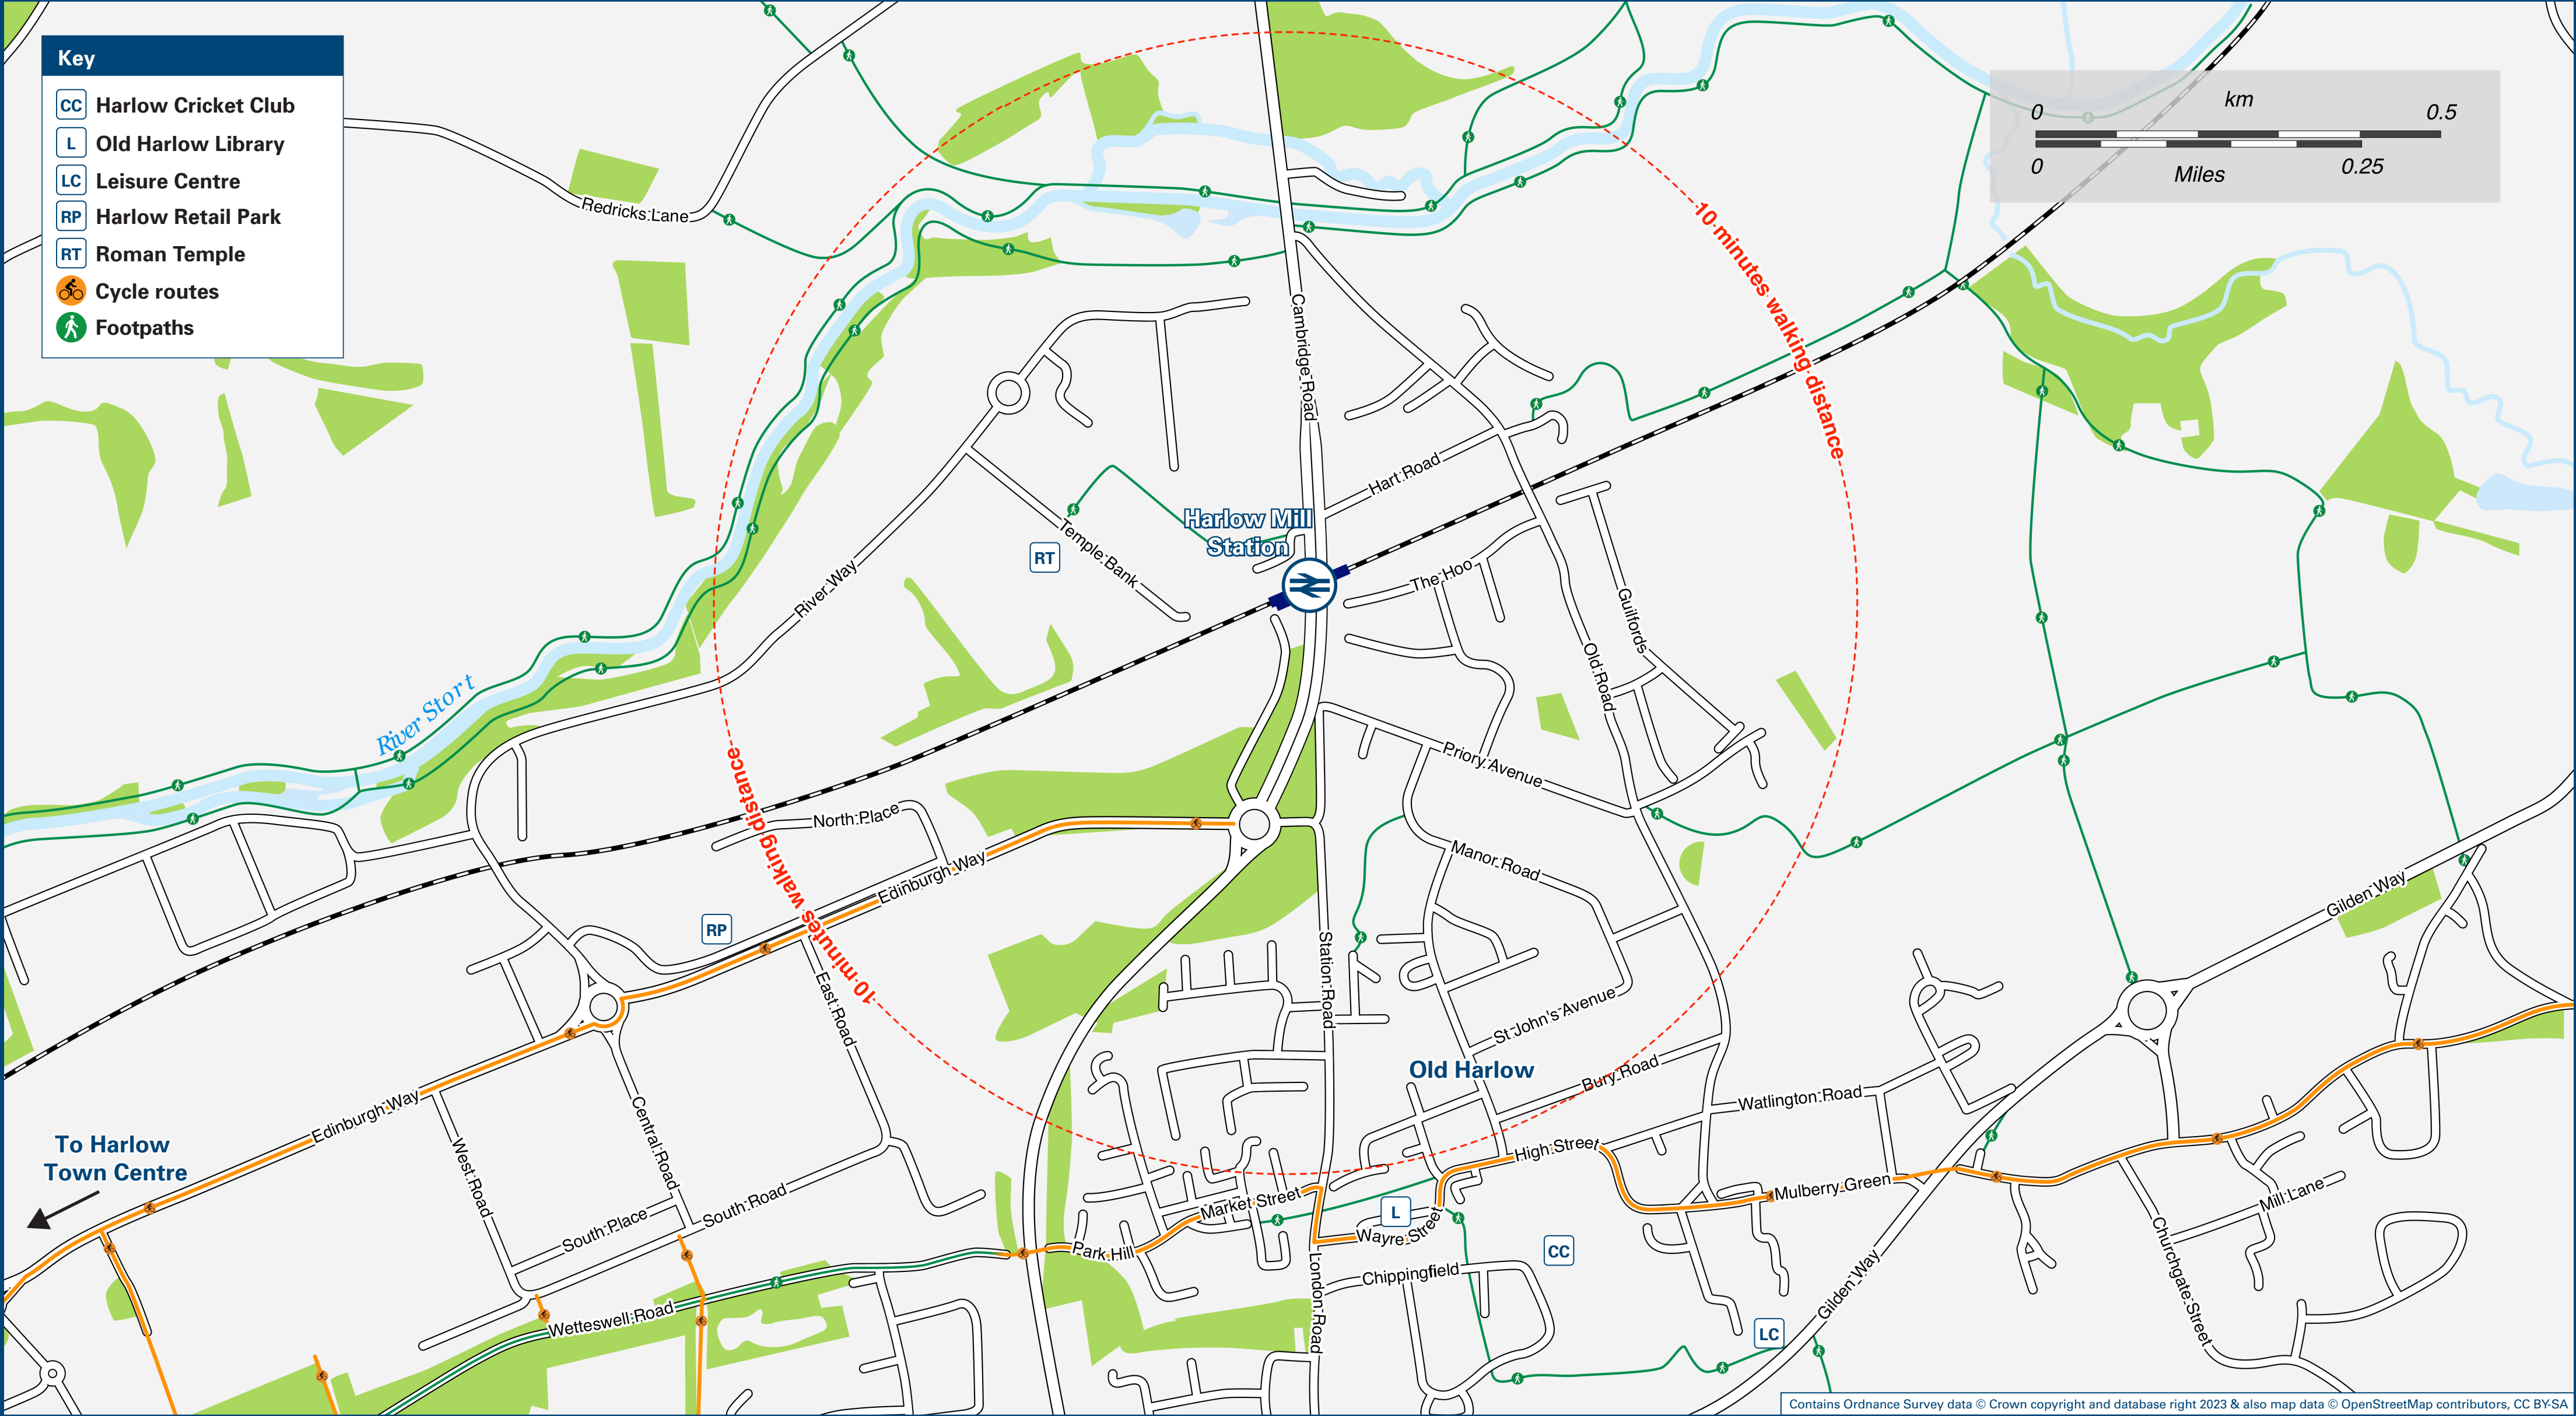 Key
CC Harlow Cricket Club
L Old Harlow Library
LC Leisure Centre
RP Harlow Retail Park
RT Roman Temple
Cycle routes
Footpaths
km
0 0.5
0 0.25
Miles
Redricks Lane
10 minutes walking distance
Cambridge Road
Hart Road
Harlow Mill
Station
RT
Temple Bank
The Hoo
River Way
Guilfords
Old Road
River Stort
Priory Avenue
10 minutes walking distance
North Place
Edinburgh Way
Manor Road
Gilden Way
RP
Station Road
East Road
St John's Avenue
Old Harlow
Bury Road
Watlington Road
Edinburgh Way
Central Road
West Road
To Harlow
Town Centre
High Street
Mulberry Green
Market Street
South Road
South Place
L
Wayre Street
CC
Park Hill
Mill Lane
Churchgate Street
Chippingfield
London Road
Gilden Way
Wetteswell Road
LC
Contains Ordnance Survey data © Crown copyright and database right 2023 & also map data © OpenStreetMap contributors, CC BY-SA